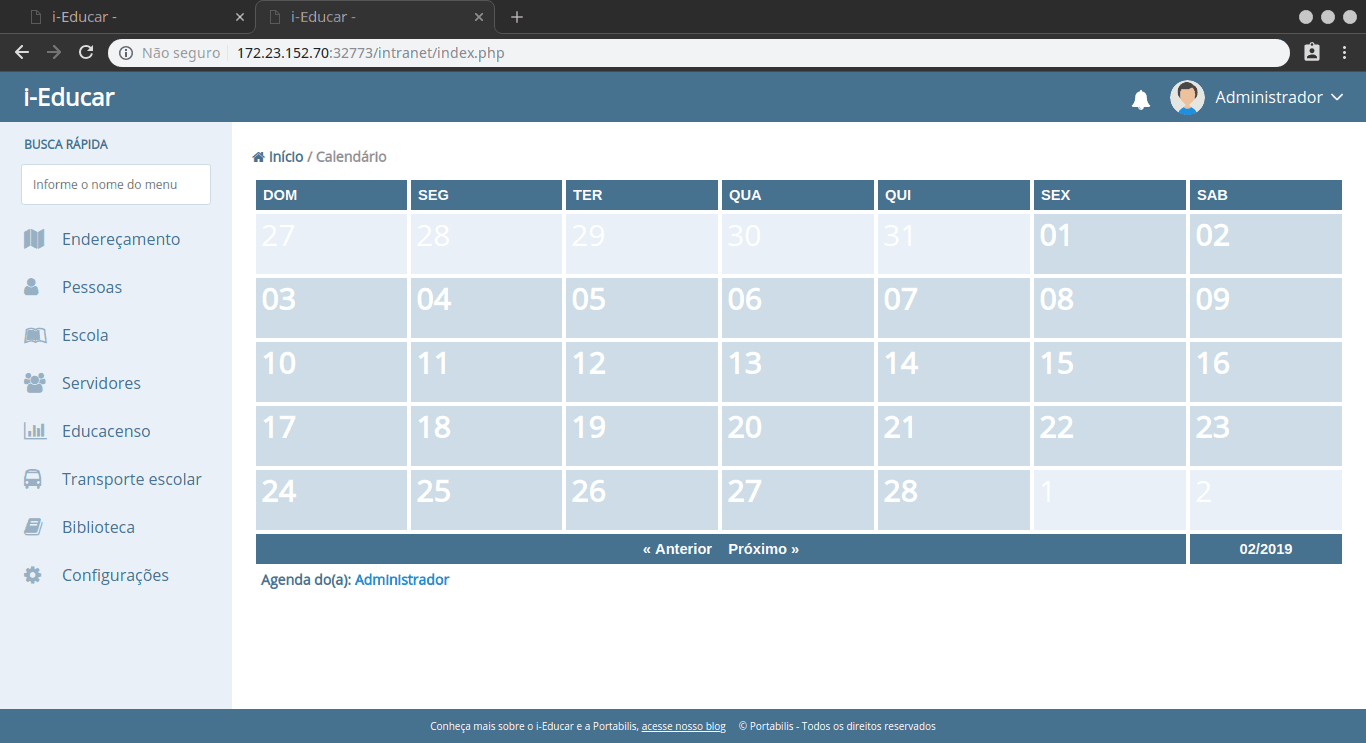 i-Educar -
i-Educar -
Não seguro 172.23.152.70:32773/intranet/index.php
i-Educar
Administrador
BUSCA RÁPIDA
Informe o nome do menu
Endereçamento
Pessoas
Escola
Servidores
Educacenso
Transporte escolar
Biblioteca
Configurações
Início / Calendário
DOM SEG TER QUA QUI SEX SAB
27 28 29 30 31 01 02
03 04 05 06 07 08 09
10 11 12 13 14 15 16
17 18 19 20 21 22 23
24 25 26 27 28 1 2
« Anterior Próximo » 02/2019
Agenda do(a): Administrador
Conheça mais sobre o i-Educar e a Portabilis, acesse nosso blog © Portabilis - Todos os direitos reservados